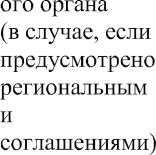 ого органа
(в случае, если
предусмотрено
региональным
и
соглашениями)